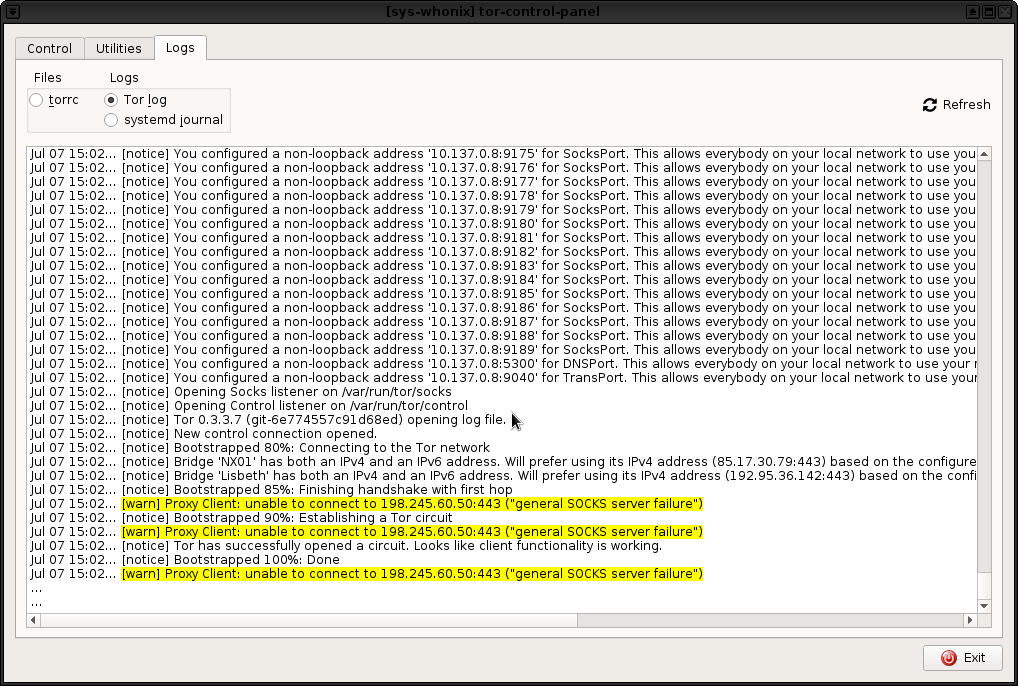 [sys-whonix] tor-control-panel
Control Utilities Logs
Files Logs
torrc Tor log
systemd journal
Refresh
Jul 07 15:02... [notice] You configured a non-loopback address '10.137.0.8:9175' for SocksPort. This allows everybody on your local network to use you
Jul 07 15:02... [notice] You configured a non-loopback address '10.137.0.8:9176' for SocksPort. This allows everybody on your local network to use you
Jul 07 15:02... [notice] You configured a non-loopback address '10.137.0.8:9177' for SocksPort. This allows everybody on your local network to use you
Jul 07 15:02... [notice] You configured a non-loopback address '10.137.0.8:9178' for SocksPort. This allows everybody on your local network to use you
Jul 07 15:02... [notice] You configured a non-loopback address '10.137.0.8:9179' for SocksPort. This allows everybody on your local network to use you
Jul 07 15:02... [notice] You configured a non-loopback address '10.137.0.8:9180' for SocksPort. This allows everybody on your local network to use you
Jul 07 15:02... [notice] You configured a non-loopback address '10.137.0.8:9181' for SocksPort. This allows everybody on your local network to use you
Jul 07 15:02... [notice] You configured a non-loopback address '10.137.0.8:9182' for SocksPort. This allows everybody on your local network to use you
Jul 07 15:02... [notice] You configured a non-loopback address '10.137.0.8:9183' for SocksPort. This allows everybody on your local network to use you
Jul 07 15:02... [notice] You configured a non-loopback address '10.137.0.8:9184' for SocksPort. This allows everybody on your local network to use you
Jul 07 15:02... [notice] You configured a non-loopback address '10.137.0.8:9185' for SocksPort. This allows everybody on your local network to use you
Jul 07 15:02... [notice] You configured a non-loopback address '10.137.0.8:9186' for SocksPort. This allows everybody on your local network to use you
Jul 07 15:02... [notice] You configured a non-loopback address '10.137.0.8:9187' for SocksPort. This allows everybody on your local network to use you
Jul 07 15:02... [notice] You configured a non-loopback address '10.137.0.8:9188' for SocksPort. This allows everybody on your local network to use you
Jul 07 15:02... [notice] You configured a non-loopback address '10.137.0.8:9189' for SocksPort. This allows everybody on your local network to use you
Jul 07 15:02... [notice] You configured a non-loopback address '10.137.0.8:5300' for DNSPort. This allows everybody on your local network to use your
Jul 07 15:02... [notice] You configured a non-loopback address '10.137.0.8:9040' for TransPort. This allows everybody on your local network to use your
Jul 07 15:02... [notice] Opening Socks listener on /var/run/tor/socks
Jul 07 15:02... [notice] Opening Control listener on /var/run/tor/control
Jul 07 15:02... [notice] Tor 0.3.3.7 (git-6e774557c91d68ed) opening log file.
Jul 07 15:02... [notice] New control connection opened.
Jul 07 15:02... [notice] Bootstrapped 80%: Connecting to the Tor network
Jul 07 15:02... [notice] Bridge 'NX01' has both an IPv4 and an IPv6 address. Will prefer using its IPv4 address (85.17.30.79:443) based on the configure
Jul 07 15:02... [notice] Bridge 'Lisbeth' has both an IPv4 and an IPv6 address. Will prefer using its IPv4 address (192.95.36.142:443) based on the confi
Jul 07 15:02... [notice] Bootstrapped 85%: Finishing handshake with first hop
Jul 07 15:02... [warn] Proxy Client: unable to connect to 198.245.60.50:443 ("general SOCKS server failure")
Jul 07 15:02... [notice] Bootstrapped 90%: Establishing a Tor circuit
Jul 07 15:02... [warn] Proxy Client: unable to connect to 198.245.60.50:443 ("general SOCKS server failure")
Jul 07 15:02... [notice] Tor has successfully opened a circuit. Looks like client functionality is working.
Jul 07 15:02... [notice] Bootstrapped 100%: Done
Jul 07 15:02... [warn] Proxy Client: unable to connect to 198.245.60.50:443 ("general SOCKS server failure")
...
...
Exit